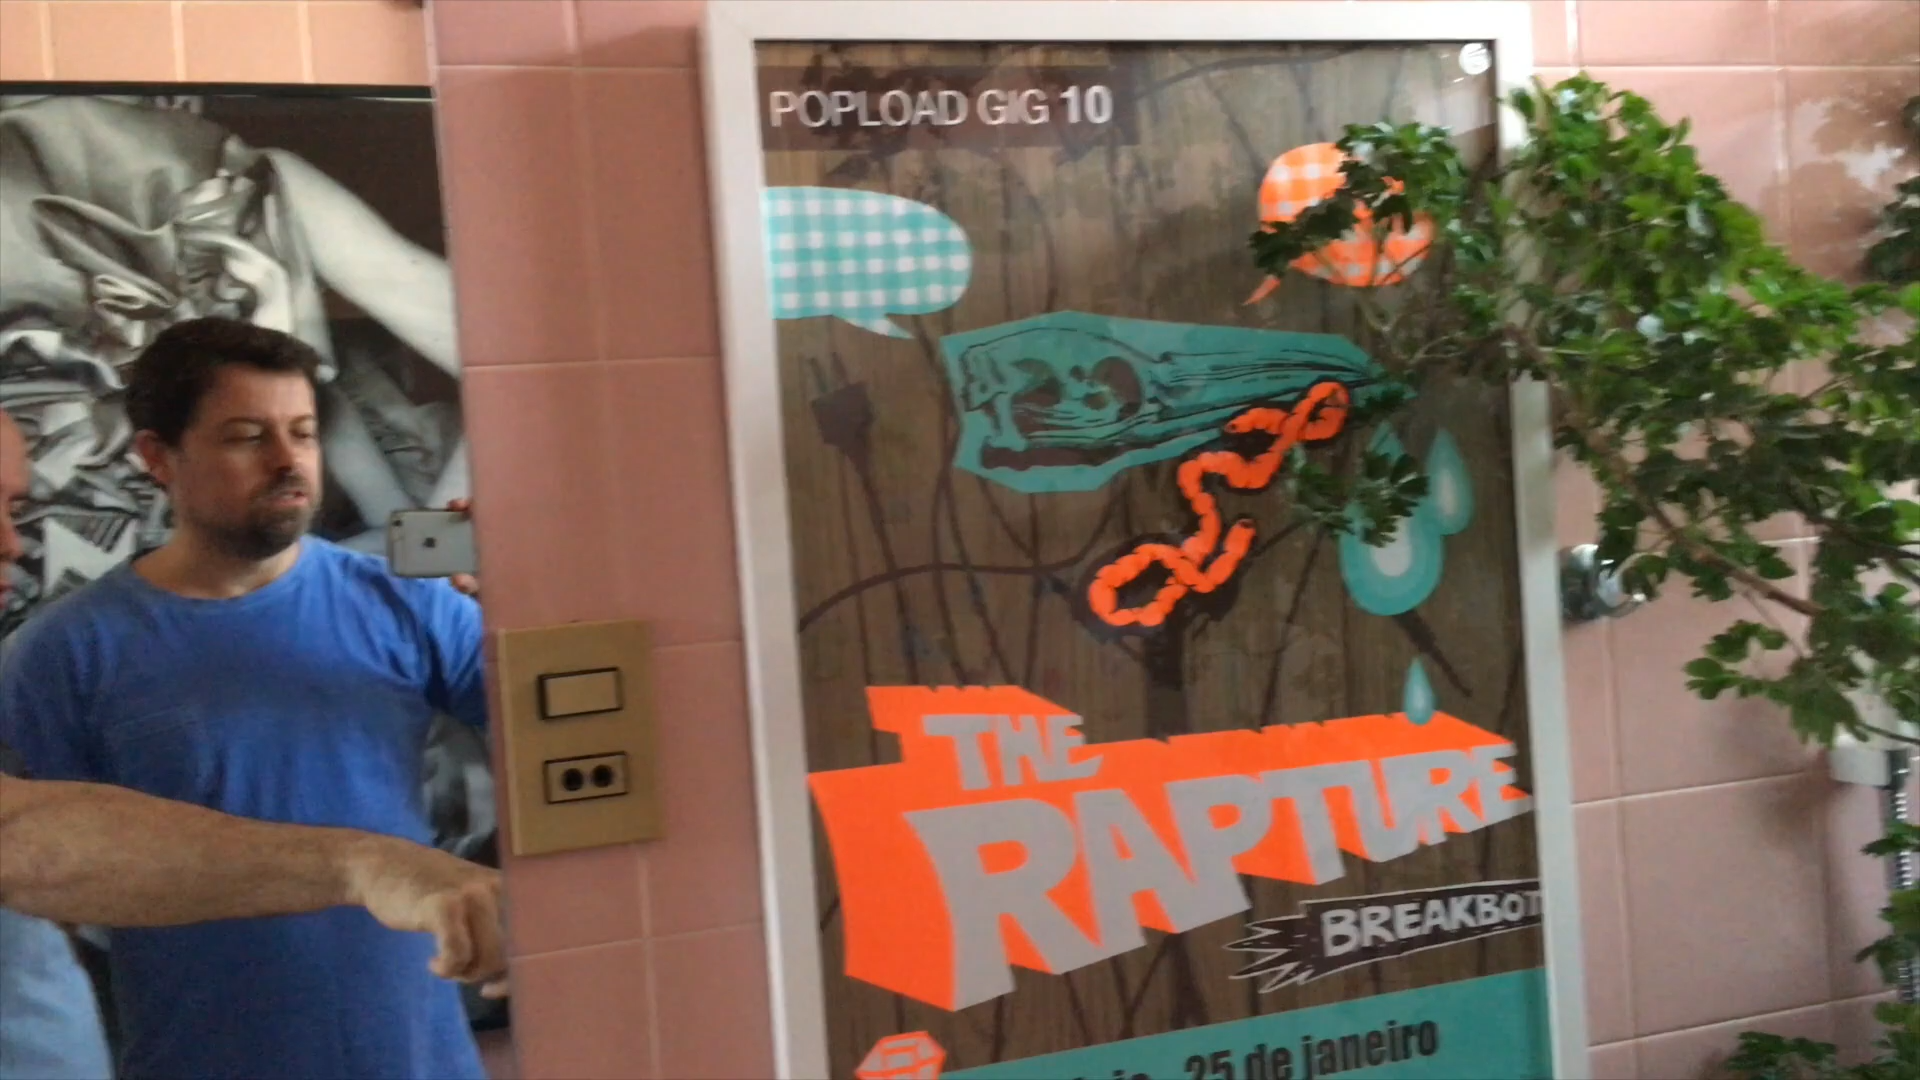 POPLOAD GIG 10
THE
RAPTURE
BREAKBOT
25 de janeiro